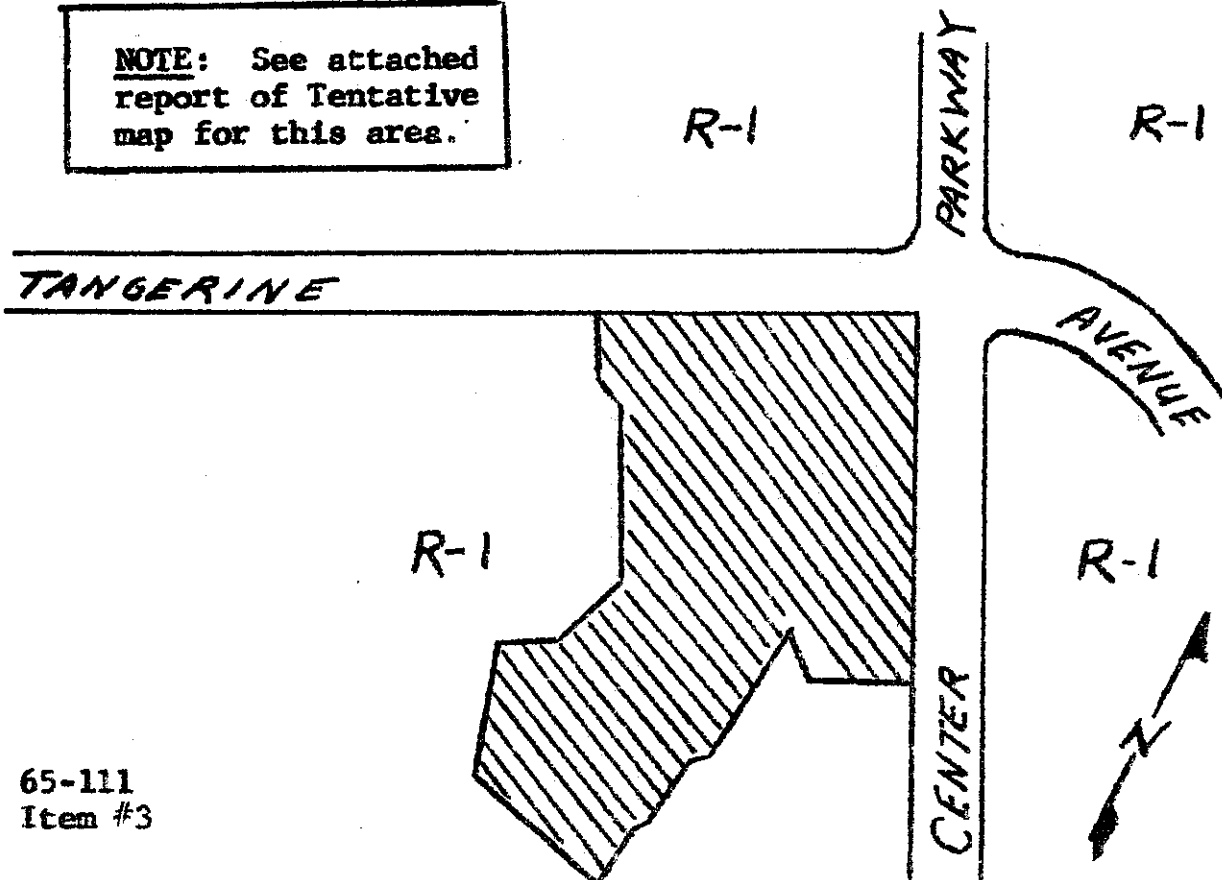 NOTE: See attached
report of Tentative
map for this area.
R-1
PARKWAY
R-1
TANGERINE
AVENUE
R-1
R-1
N
CENTER
65-111
Item #3